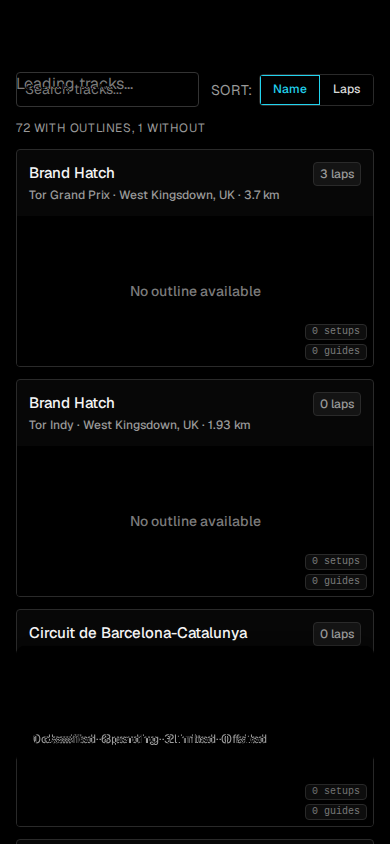 Loading tracks...
Search tracks...
SORT:
Name
Laps
72 WITH OUTLINES, 1 WITHOUT
Brand Hatch
3 laps
Tor Grand Prix · West Kingsdown, UK · 3.7 km
No outline available
0 setups
0 guides
Brand Hatch
0 laps
Tor Indy · West Kingsdown, UK · 1.93 km
No outline available
0 setups
0 guides
Circuit de Barcelona-Catalunya
0 laps
0 setups
0 guides